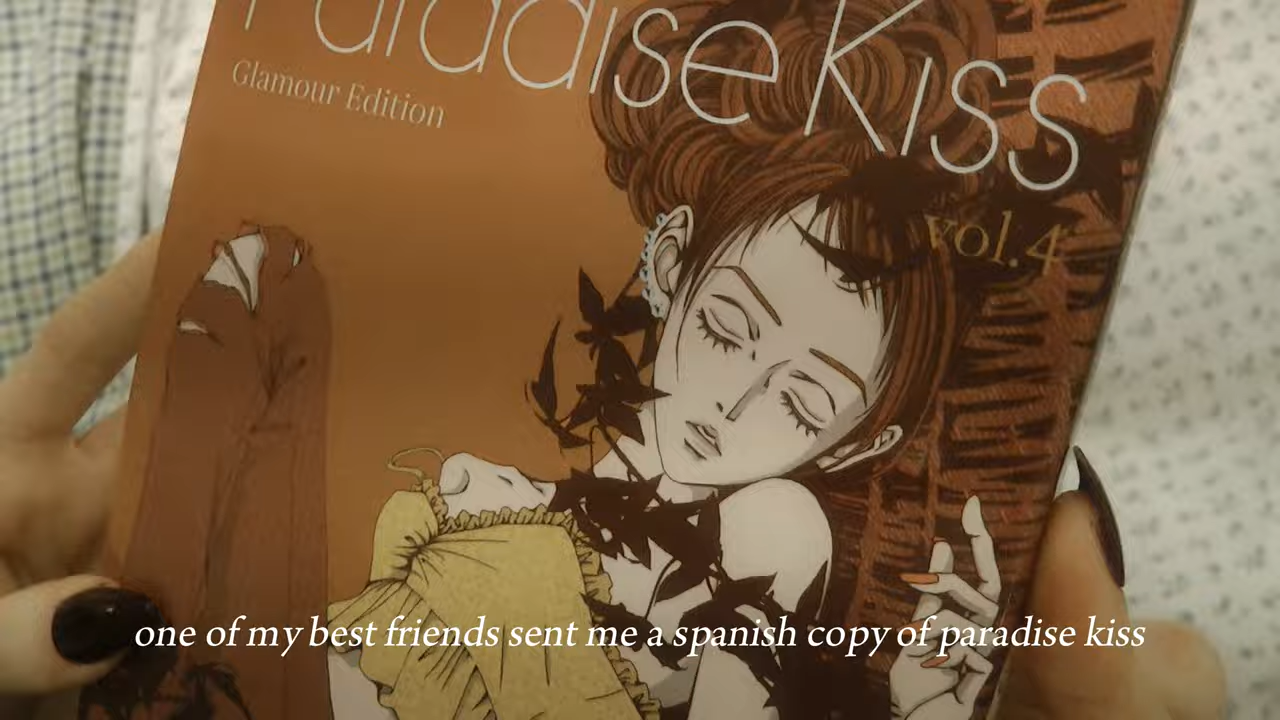 Paradise Kiss
Glamour Edition
vol.4
one of my best friends sent me a spanish copy of paradise kiss